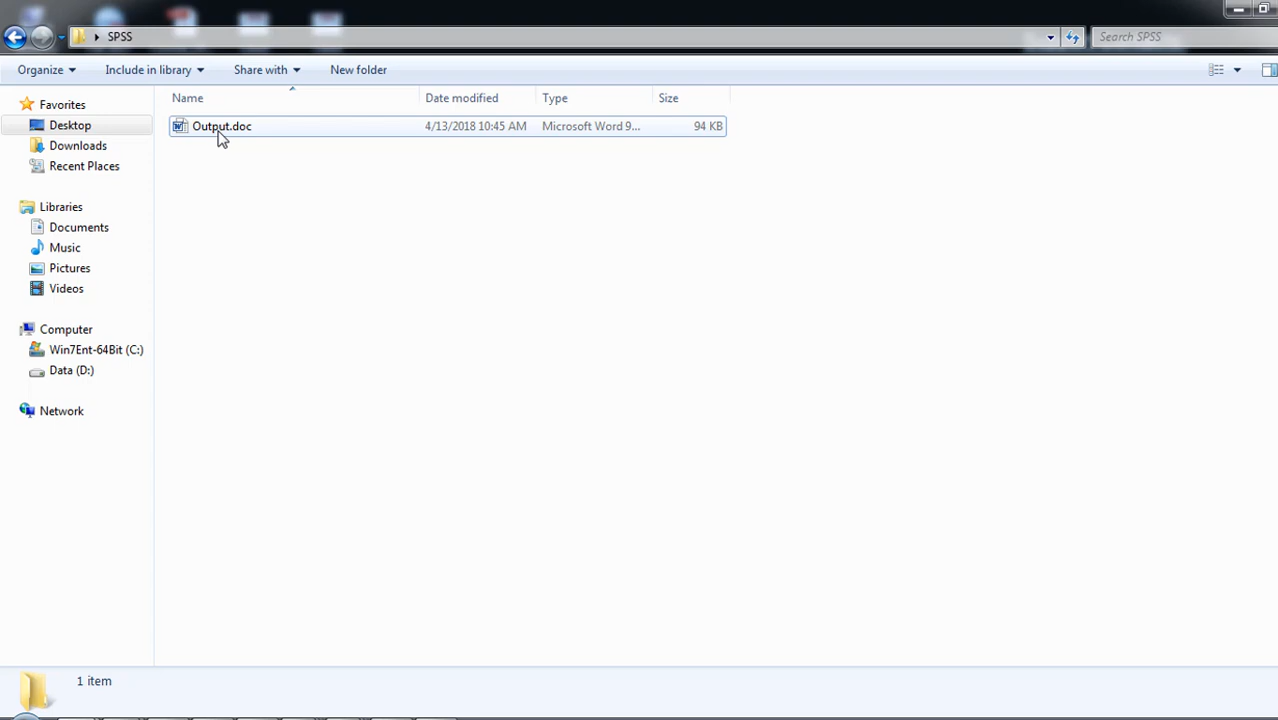 SPSS
Search SPSS
Organize
Include in library
Share with
New folder
Name
Date modified
Type
Size
Favorites
Desktop
Downloads
Recent Places
Libraries
Documents
Music
Pictures
Videos
Computer
Win7Ent-64Bit (C:)
Data (D:)
Network
Output.doc
4/13/2018 10:45 AM
Microsoft Word 9...
94 KB
1 item